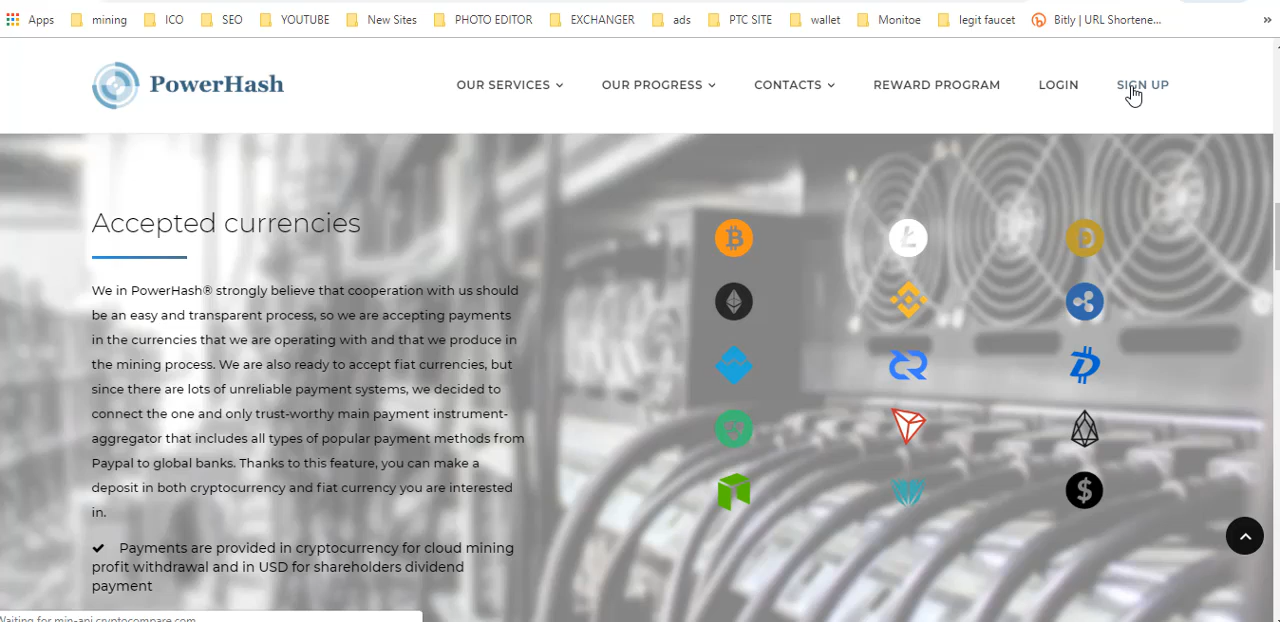 Apps mining ICO SEO YOUTUBE New Sites PHOTO EDITOR EXCHANGER ads PTC SITE wallet Monitoe legit faucet Bitly | URL Shortene... »
PowerHash OUR SERVICES OUR PROGRESS CONTACTS REWARD PROGRAM LOGIN SIGN UP
Accepted currencies
We in PowerHash® strongly believe that cooperation with us should
be an easy and transparent process, so we are accepting payments
in the currencies that we are operating with and that we produce in
the mining process. We are also ready to accept fiat currencies, but
since there are lots of unreliable payment systems, we decided to
connect the one and only trust-worthy main payment instrument-
aggregator that includes all types of popular payment methods from
Paypal to global banks. Thanks to this feature, you can make a
deposit in both cryptocurrency and fiat currency you are interested
in.
✔ Payments are provided in cryptocurrency for cloud mining
profit withdrawal and in USD for shareholders dividend
payment
Waiting for min-api.cryptocompare.com